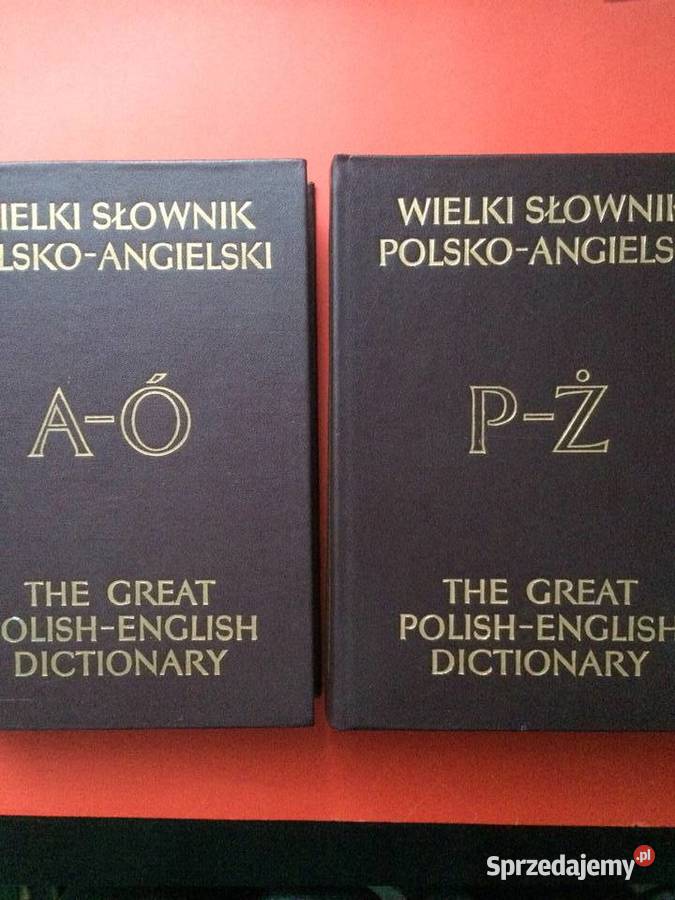 IELKI SŁOWNIK
LSKO-ANGIELSKI
A-Ó
THE GREAT
OLISH-ENGLISH
DICTIONARY
WIELKI SŁOWNIK
POLSKO-ANGIELS
P-Ż
THE GREAT
POLISH-ENGLISH
DICTIONARY
Sprzedajemy.pl